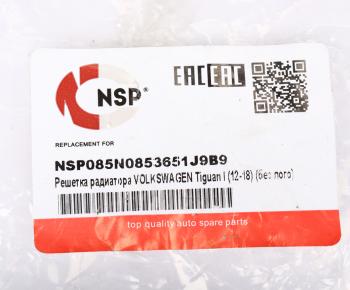 NSP®
EAC EAC
REPLACEMENT FOR
NSP085N0853651J9B9
Решетка радиатора VOLKSWAGEN Tiguan I (12-18) (без лого)
top quality auto spare parts